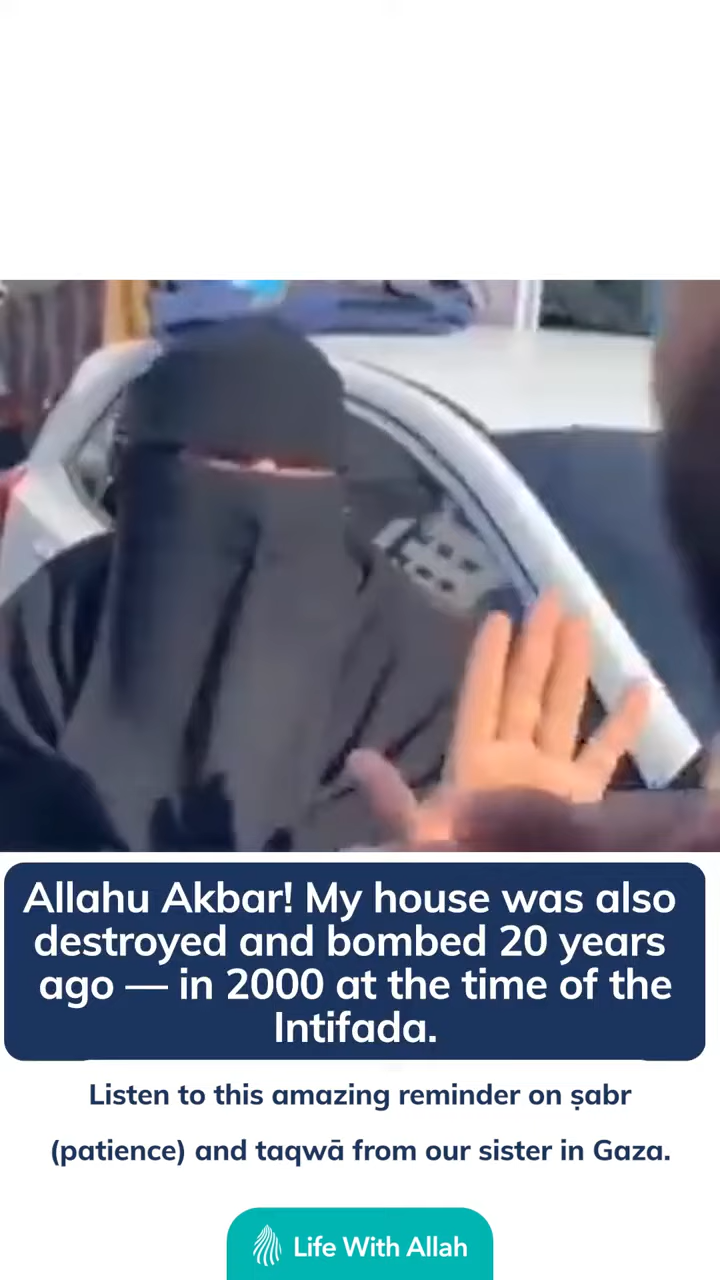 Allahu Akbar! My house was also
destroyed and bombed 20 years
ago — in 2000 at the time of the
Intifada.
Listen to this amazing reminder on ṣabr
(patience) and taqwā from our sister in Gaza.
Life With Allah